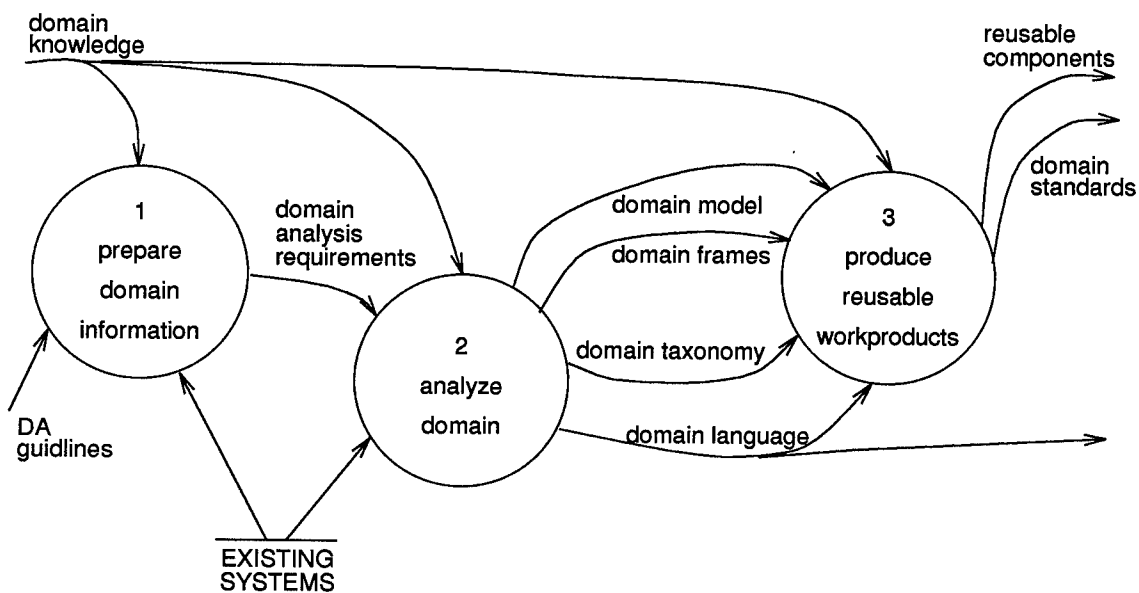 domain
knowledge
reusable
components
domain
standards
1
prepare
domain
information
domain
analysis
requirements
domain model
domain frames
3
produce
reusable
workproducts
2
analyze
domain
domain taxonomy
domain language
DA
guidlines
EXISTING
SYSTEMS